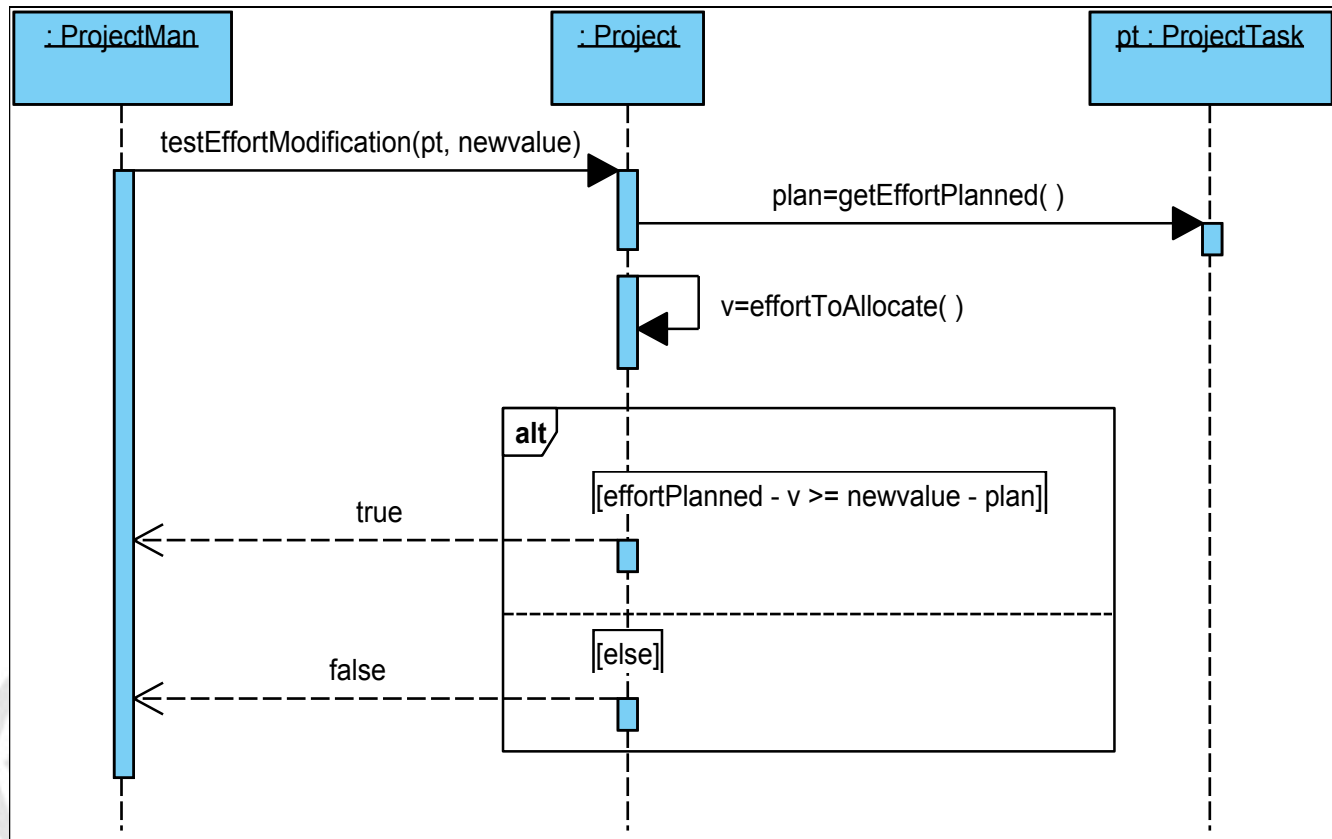 : ProjectMan
: Project
pt : ProjectTask
testEffortModification(pt, newvalue)
plan=getEffortPlanned( )
v=effortToAllocate( )
alt
[effortPlanned - v >= newvalue - plan]
true
[else]
false